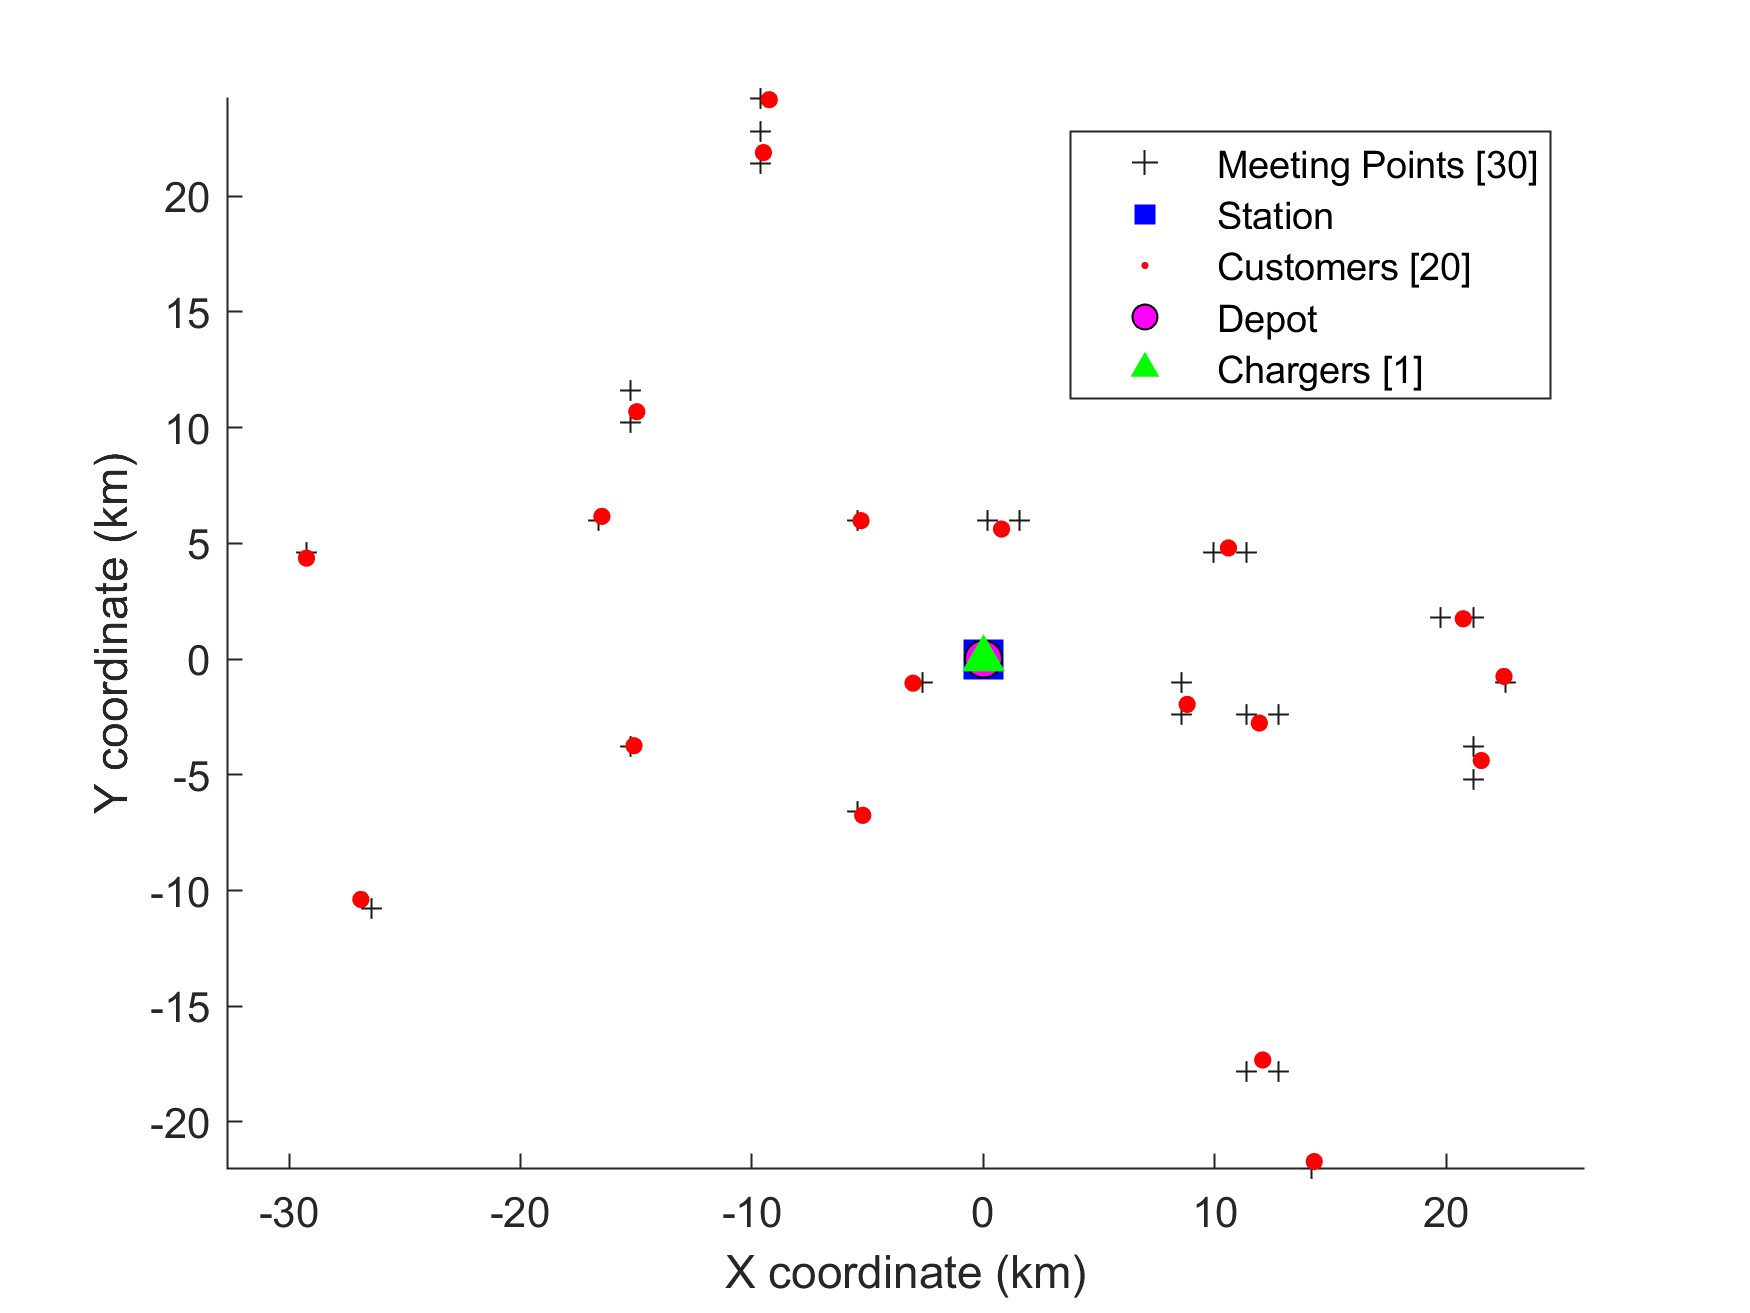 Meeting Points [30]
Station
Customers [20]
Depot
Chargers [1]
20
15
10
5
0
-5
-10
-15
-20
Y coordinate (km)
-30 -20 -10 0 10 20
X coordinate (km)